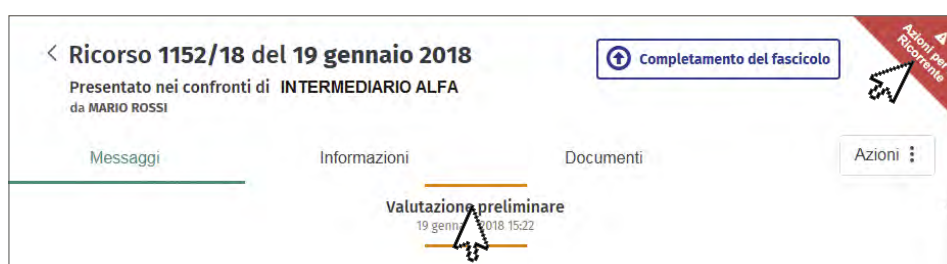 Ricorso 1152/18 del 19 gennaio 2018
Completamento del fascicolo
Azioni per
Ricorrente
Presentato nei confronti di INTERMEDIARIO ALFA
da MARIO ROSSI
Messaggi
Informazioni
Documenti
Azioni
Valutazione preliminare
19 2018 15:22